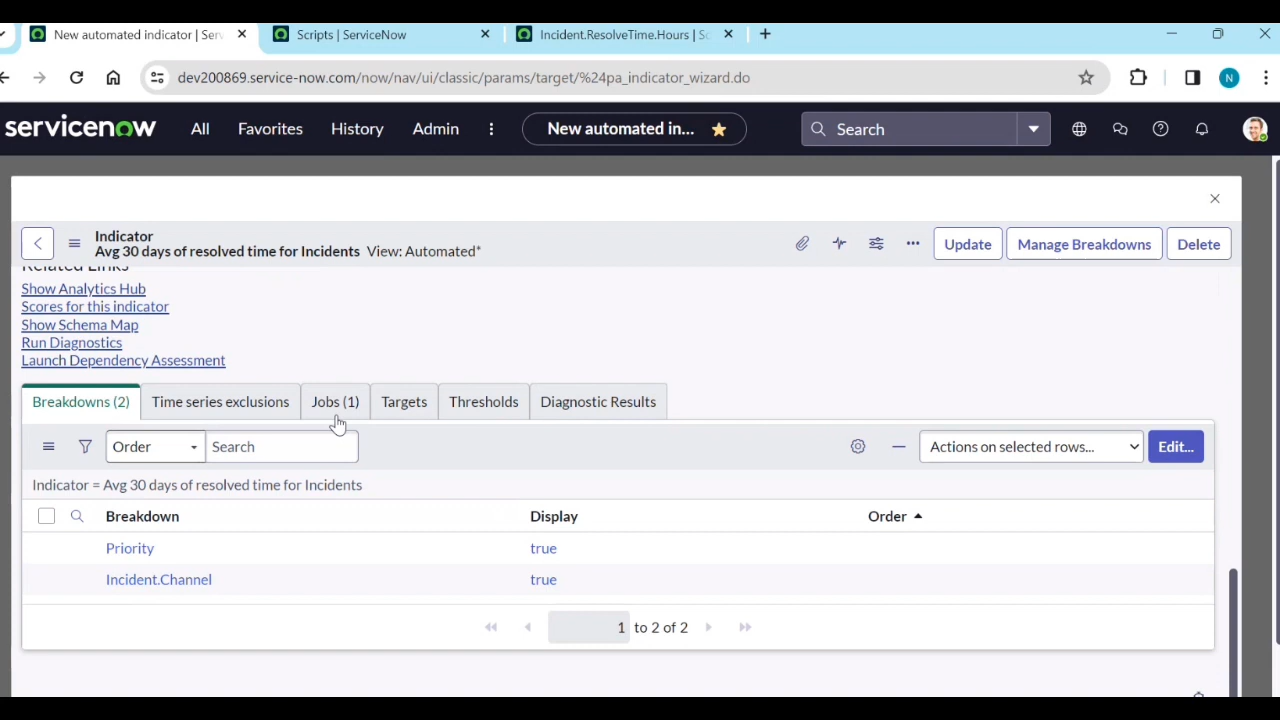 New automated indicator | Serv
Scripts | ServiceNow
Incident.ResolveTime.Hours | Sc
dev200869.service-now.com/now/nav/ui/classic/params/target/%24pa_indicator_wizard.do
N
servicenow
All
Favorites
History
Admin
New automated in...
Search
Indicator
Avg 30 days of resolved time for Incidents View: Automated*
Update
Manage Breakdowns
Delete
Related Links
Show Analytics Hub
Scores for this indicator
Show Schema Map
Run Diagnostics
Launch Dependency Assessment
Breakdowns (2)
Time series exclusions
Jobs (1)
Targets
Thresholds
Diagnostic Results
Order
Search
Actions on selected rows...
Edit...
Indicator = Avg 30 days of resolved time for Incidents
Breakdown
Display
Order
Priority
true
Incident.Channel
true
1 to 2 of 2